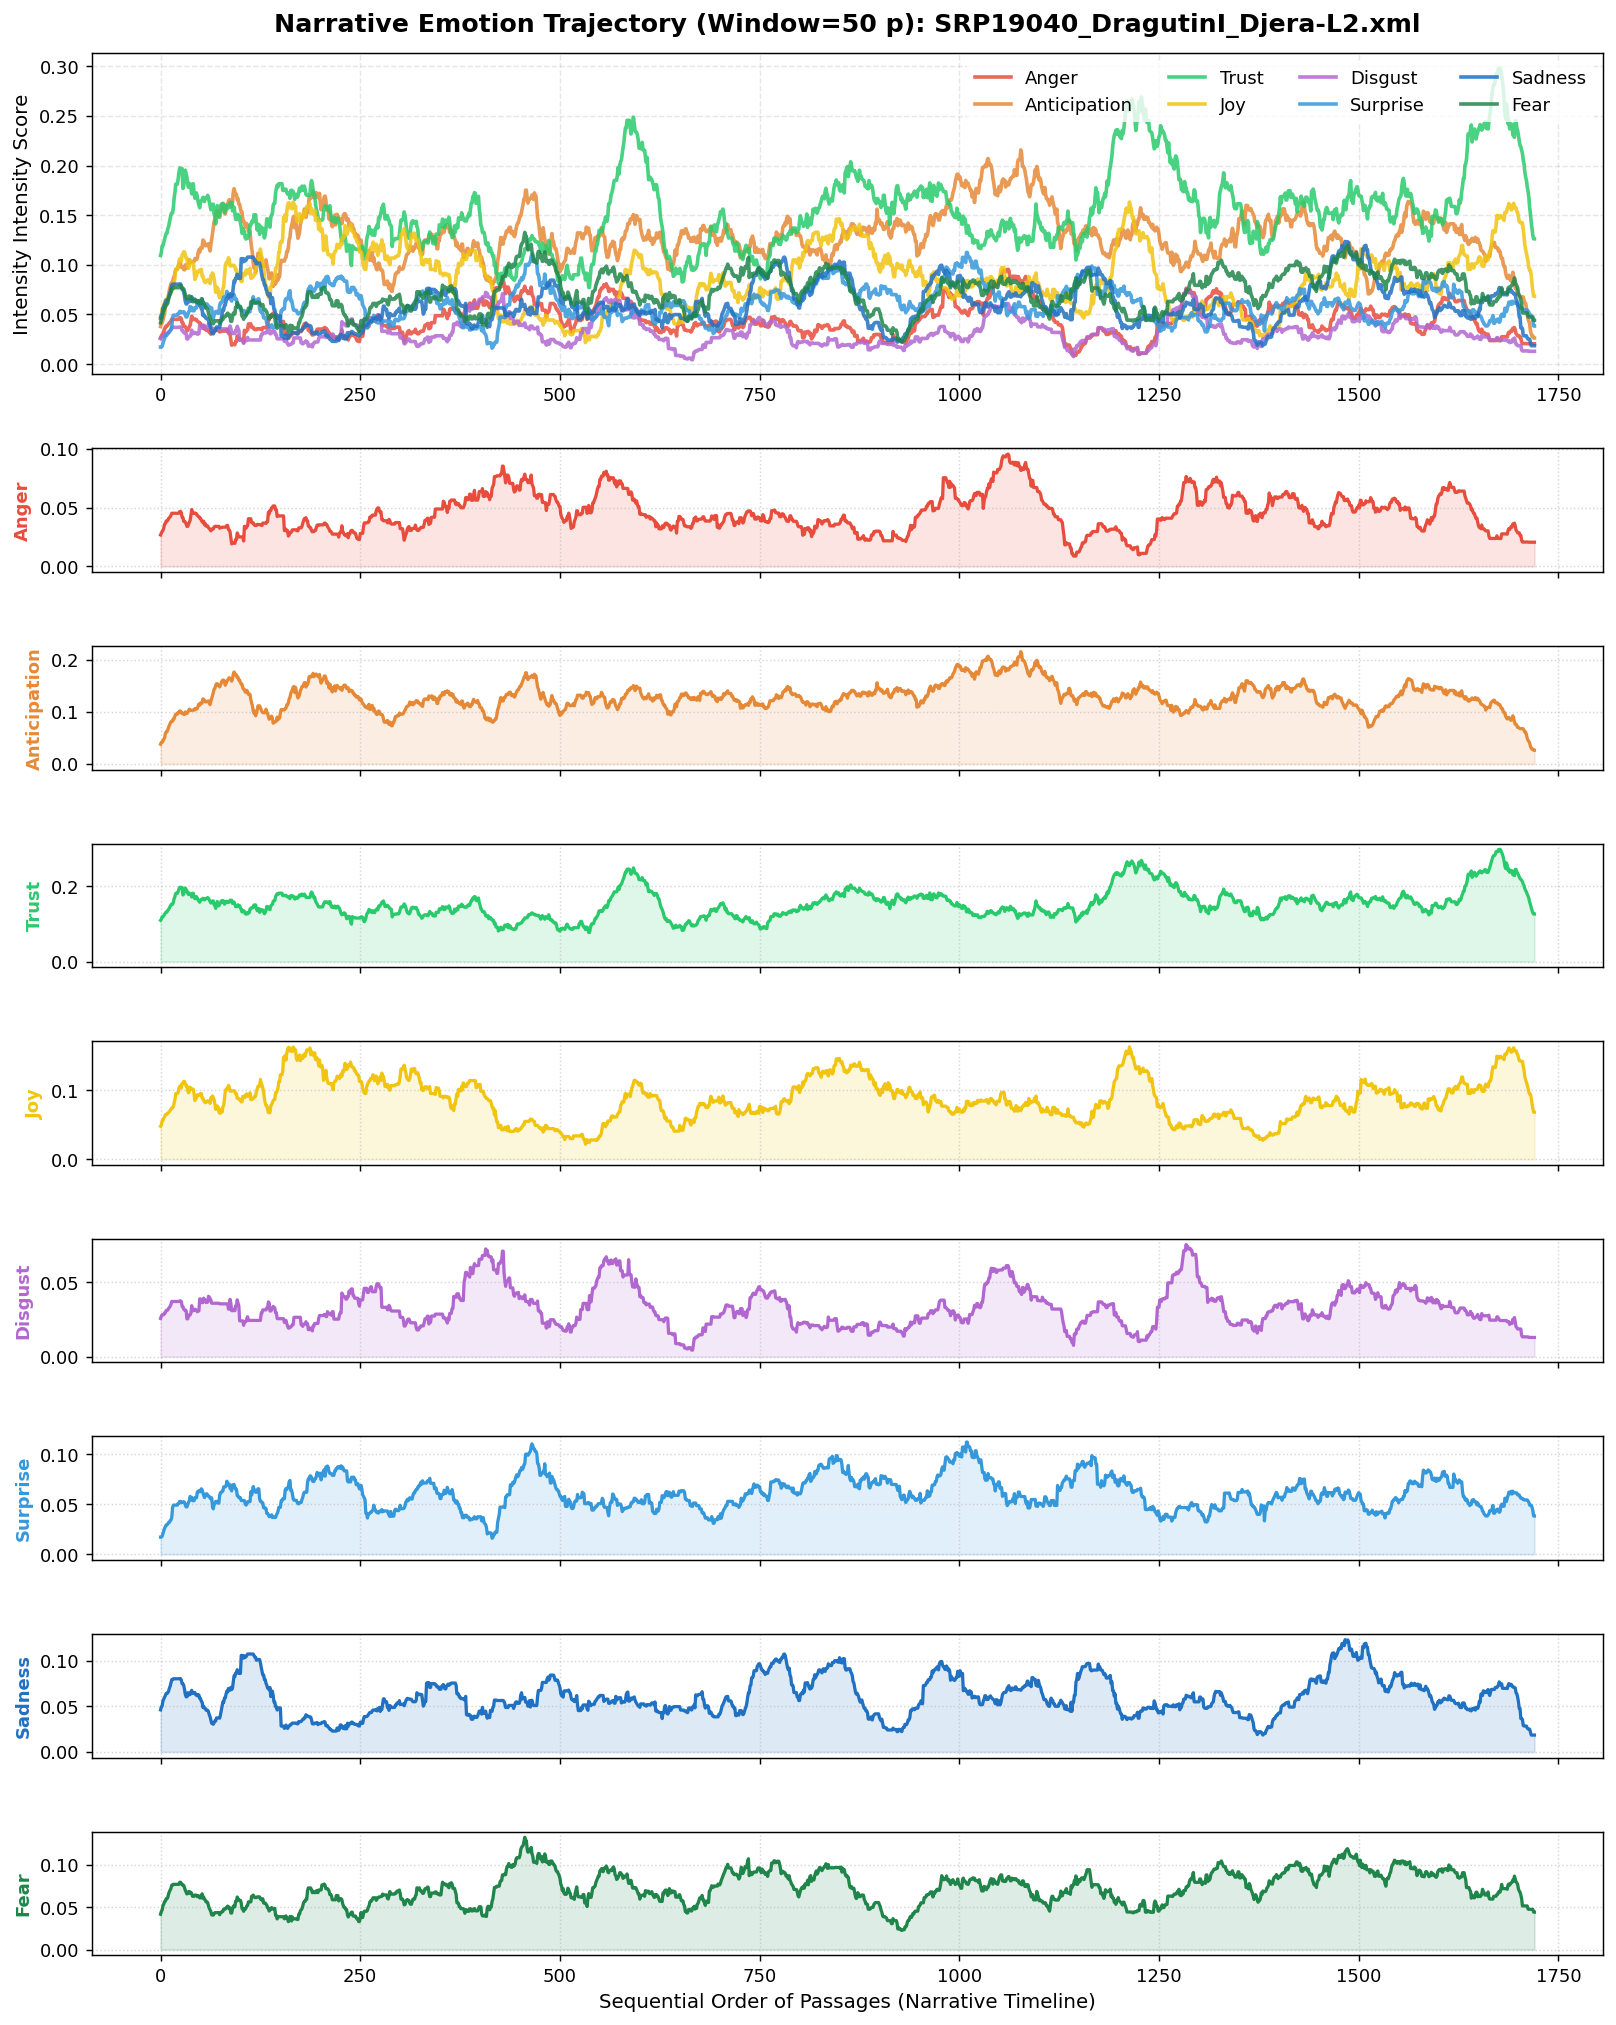 Narrative Emotion Trajectory (Window=50 p): SRP19040_DragutinI_Djera-L2.xml
Intensity Intensity Score
0.30
0.25
0.20
0.15
0.10
0.05
0.00
Anger Trust Disgust Sadness
Anticipation Joy Surprise Fear
0 250 500 750 1000 1250 1500 1750
Anger
0.10
0.05
0.00
Anticipation
0.2
0.1
0.0
Trust
0.2
0.0
Joy
0.1
0.0
Disgust
0.05
0.00
Surprise
0.10
0.05
0.00
Sadness
0.10
0.05
0.00
Fear
0.10
0.05
0.00
0 250 500 750 1000 1250 1500 1750
Sequential Order of Passages (Narrative Timeline)